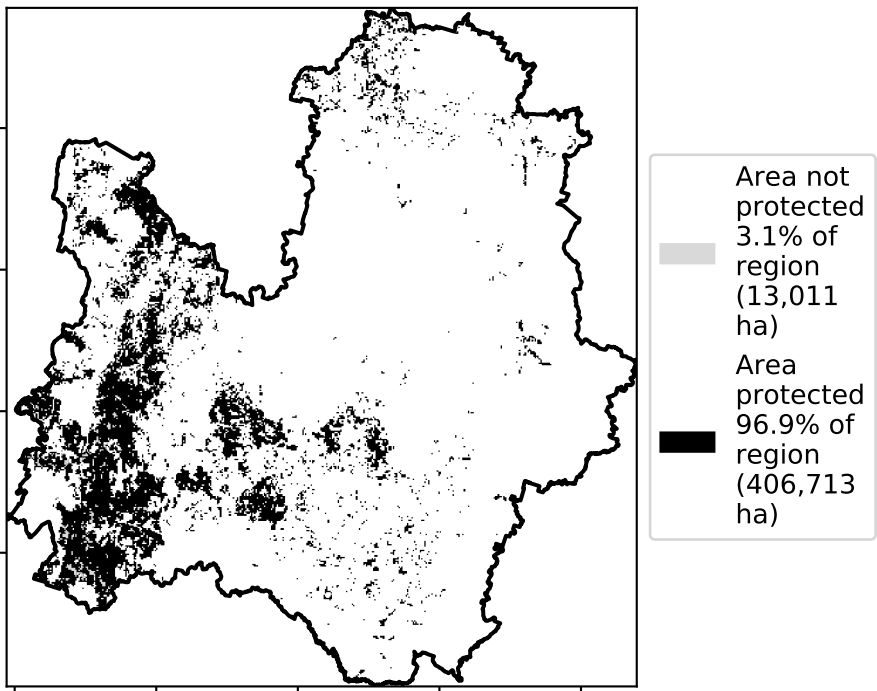 Area not
protected
3.1% of
region
(13,011
ha)
Area
protected
96.9% of
region
(406,713
ha)